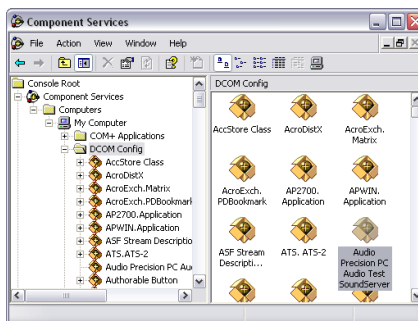 Component Services
File Action View Window Help
Console Root
Component Services
Computers
My Computer
COM+ Applications
DCOM Config
AccStore Class
AcroDistX
AcroExch.Matrix
AcroExch.PDBookmark
AP2700.Application
APWIN.Application
ASF Stream Descriptio
ATS.ATS-2
Audio Precision PC Au
Authorable Button
DCOM Config
AccStore Class
AcroDistX
AcroExch.
Matrix
AcroExch.
PDBookmark
AP2700.
Application
APWIN.
Application
ASF Stream
Descripti...
ATS. ATS-2
Audio
Precision PC
Audio Test
SoundServer